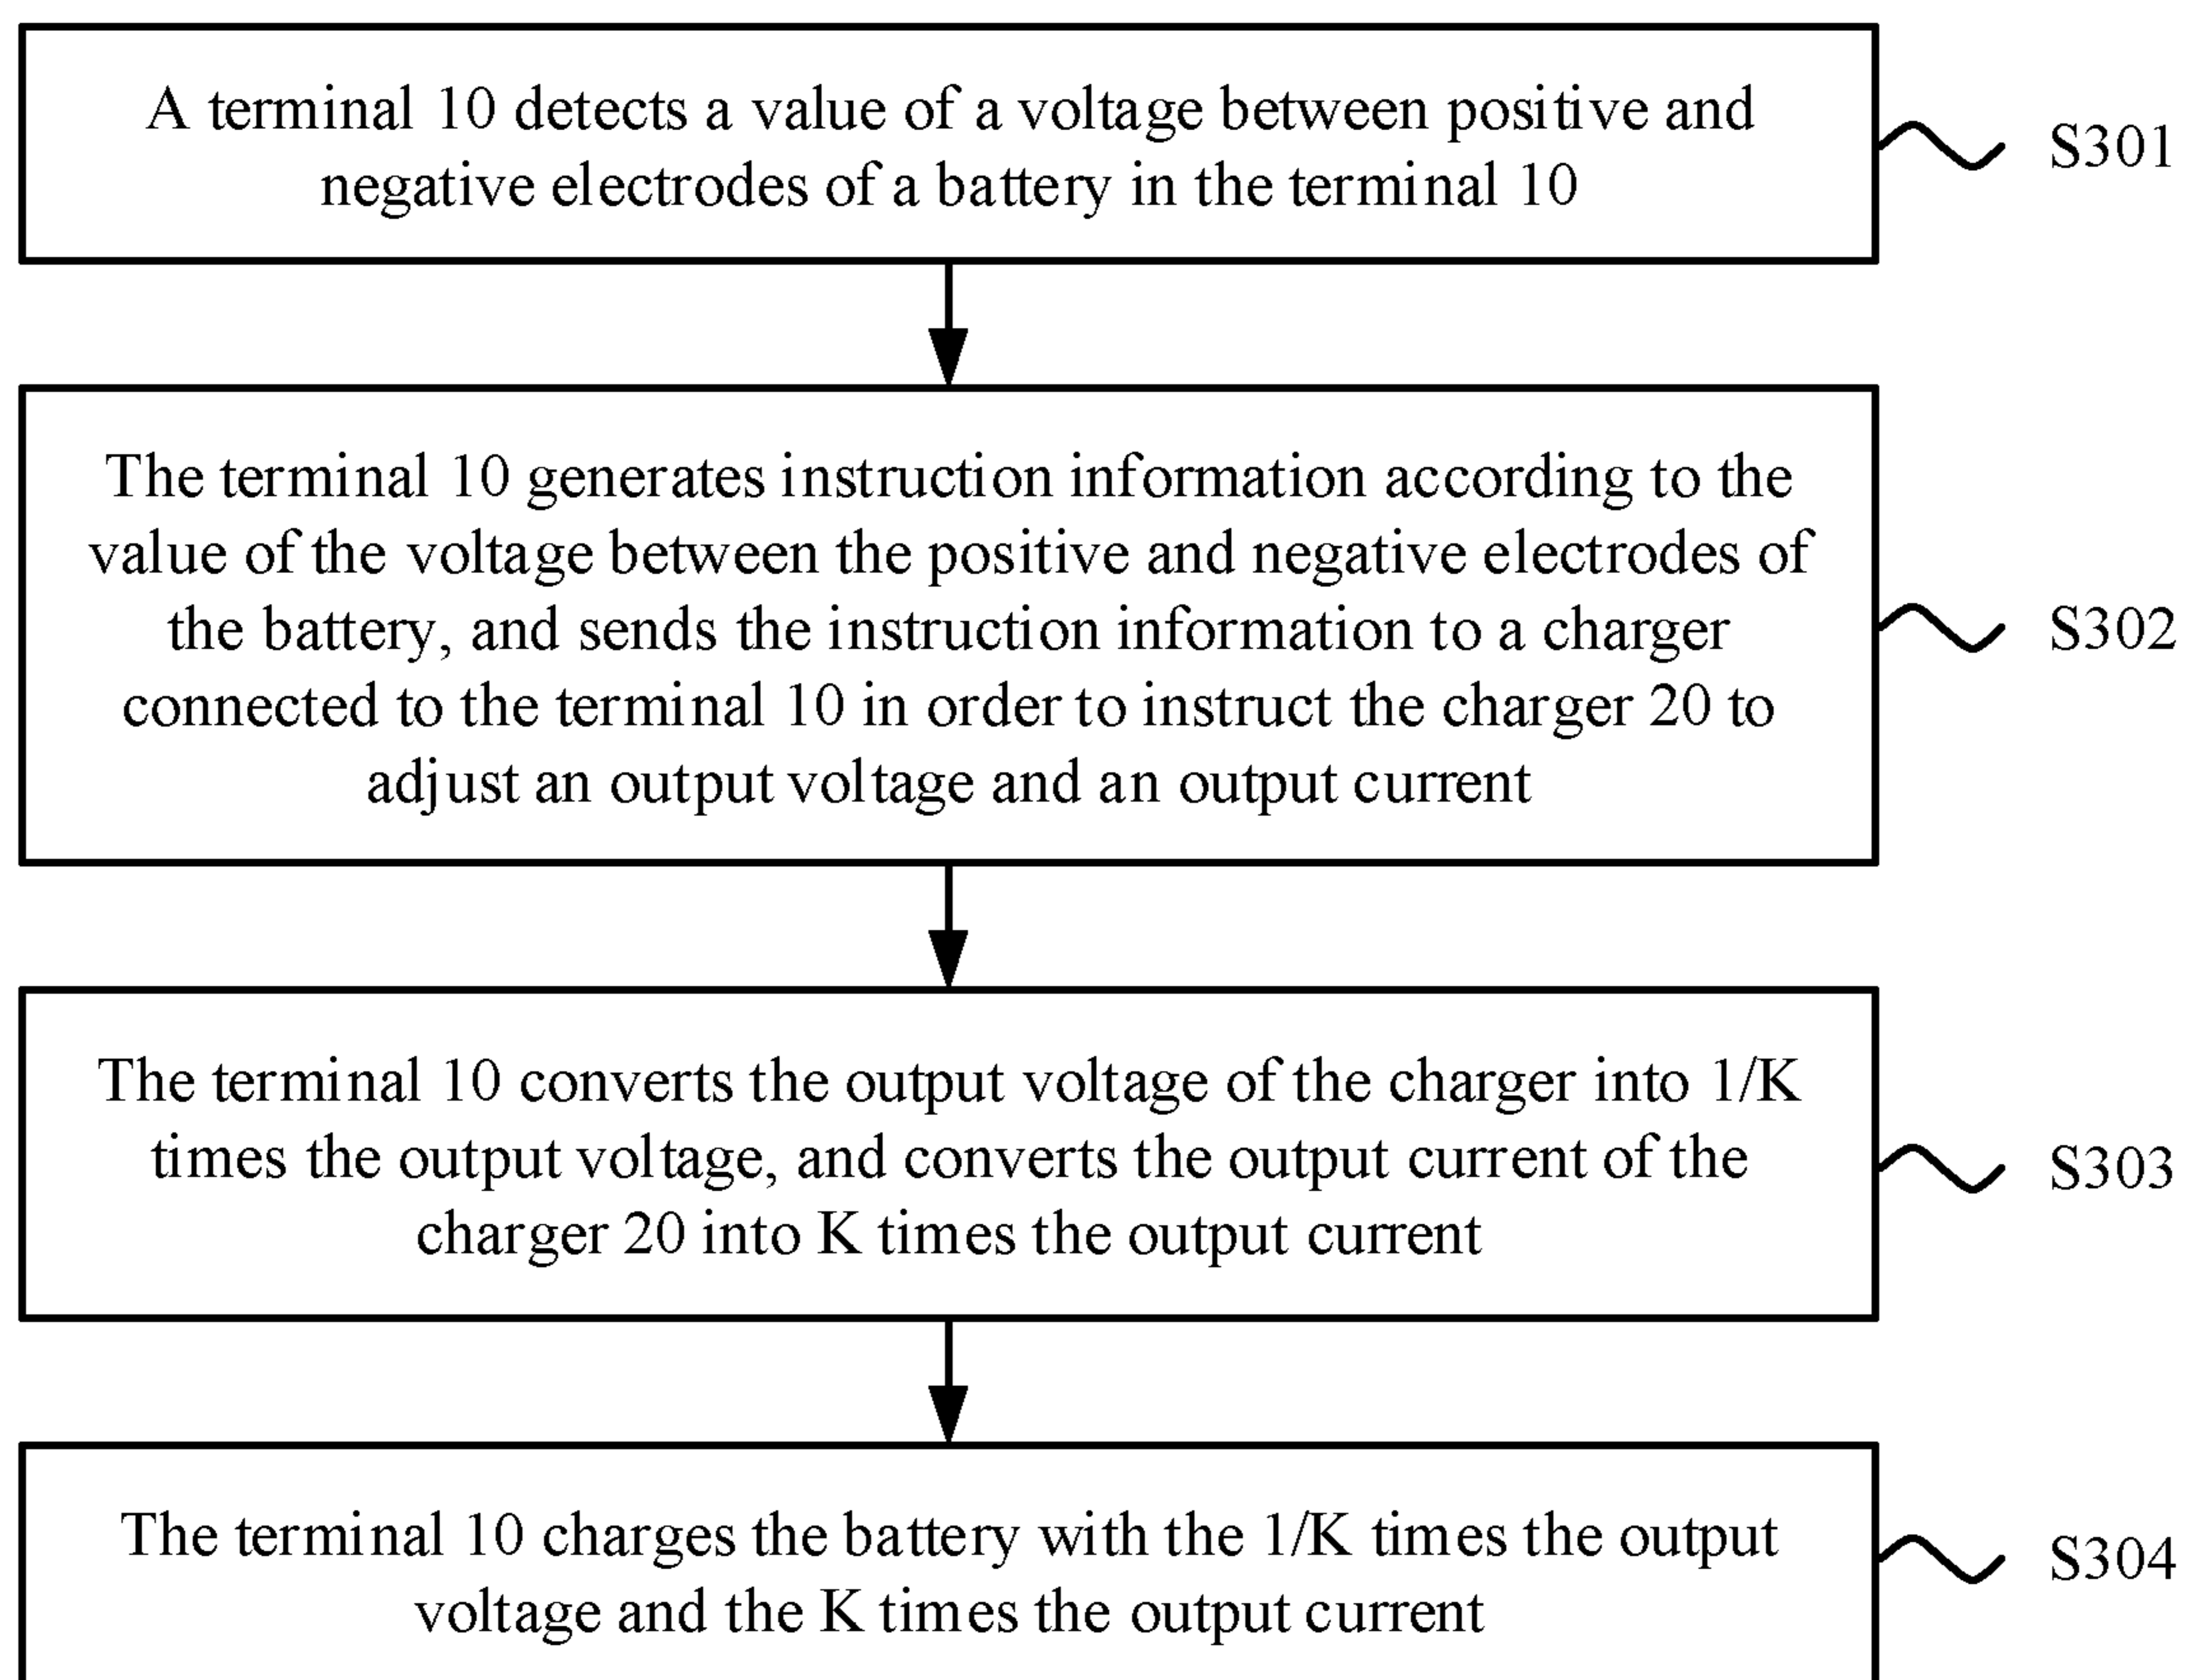 A terminal 10 detects a value of a voltage between positive and
negative electrodes of a battery in the terminal 10
S301
The terminal 10 generates instruction information according to the
value of the voltage between the positive and negative electrodes of
the battery, and sends the instruction information to a charger
connected to the terminal 10 in order to instruct the charger 20 to
adjust an output voltage and an output current
S302
The terminal 10 converts the output voltage of the charger into 1/K
times the output voltage, and converts the output current of the
charger 20 into K times the output current
S303
The terminal 10 charges the battery with the 1/K times the output
voltage and the K times the output current
S304